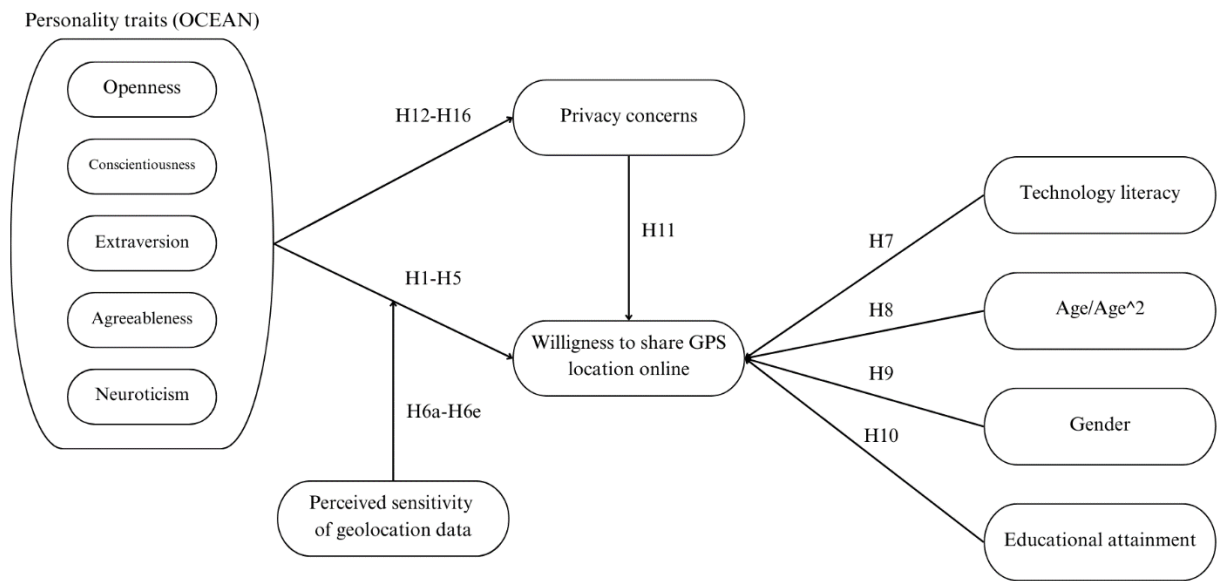 Personality traits (OCEAN)
Openness
Conscientiousness
Extraversion
Agreeableness
Neuroticism
H12-H16
Privacy concerns
H11
H1-H5
Willigness to share GPS
location online
H6a-H6e
Perceived sensitivity
of geolocation data
H7
H8
H9
H10
Technology literacy
Age/Age^2
Gender
Educational attainment